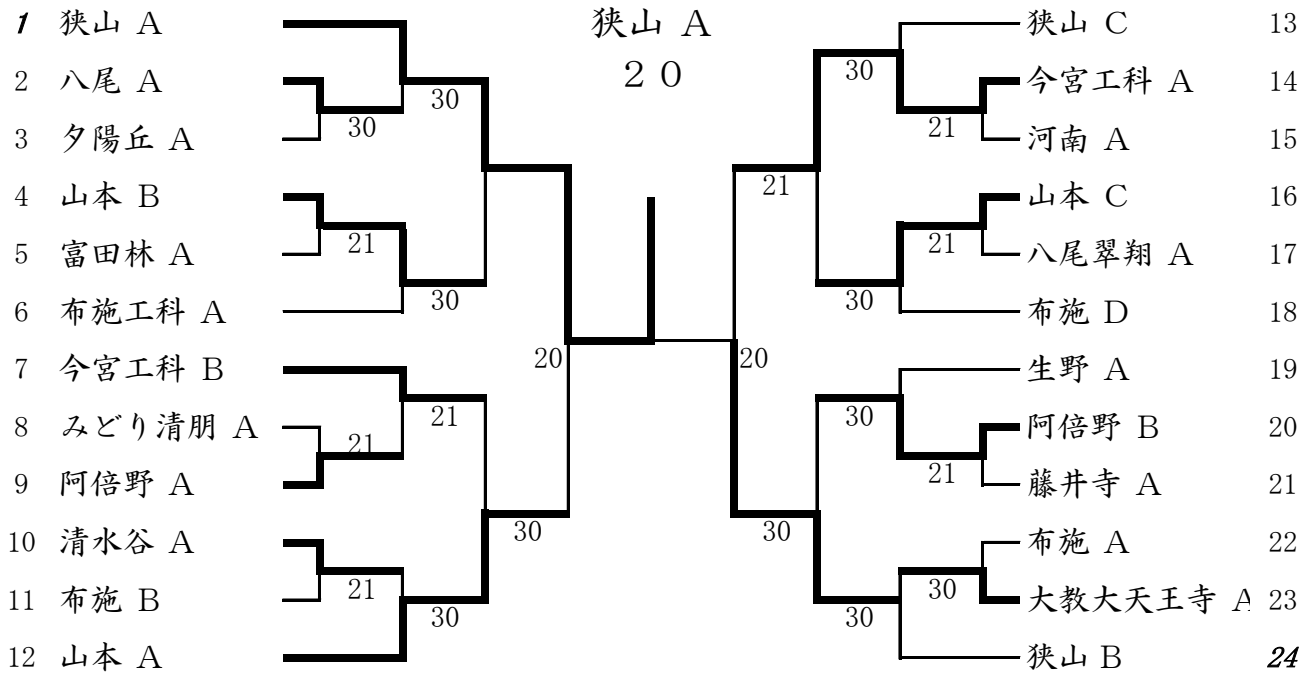 狭山 A
２０
1 狭山 A
2 八尾 A
3 夕陽丘 A
4 山本 B
5 富田林 A
6 布施工科 A
7 今宮工科 B
8 みどり清朋 A
9 阿倍野 A
10 清水谷 A
11 布施 B
12 山本 A
30
30
21
30
21
21
21
30
20
30
狭山 C 13
今宮工科 A 14
河南 A 15
山本 C 16
八尾翠翔 A 17
布施 D 18
生野 A 19
阿倍野 B 20
藤井寺 A 21
布施 A 22
大教大天王寺 A 23
狭山 B 24
30
21
21
21
30
20
30
21
30
30
30